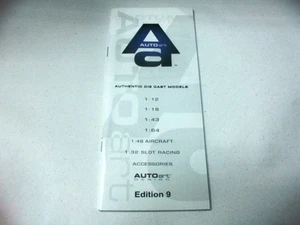 AUTOart
AUTHENTIC DIE CAST MODELS
1:12
1:18
1:43
1:64
1:48 AIRCRAFT
1:32 SLOT RACING
ACCESSORIES
AUTOart
DESIGN
Edition 9